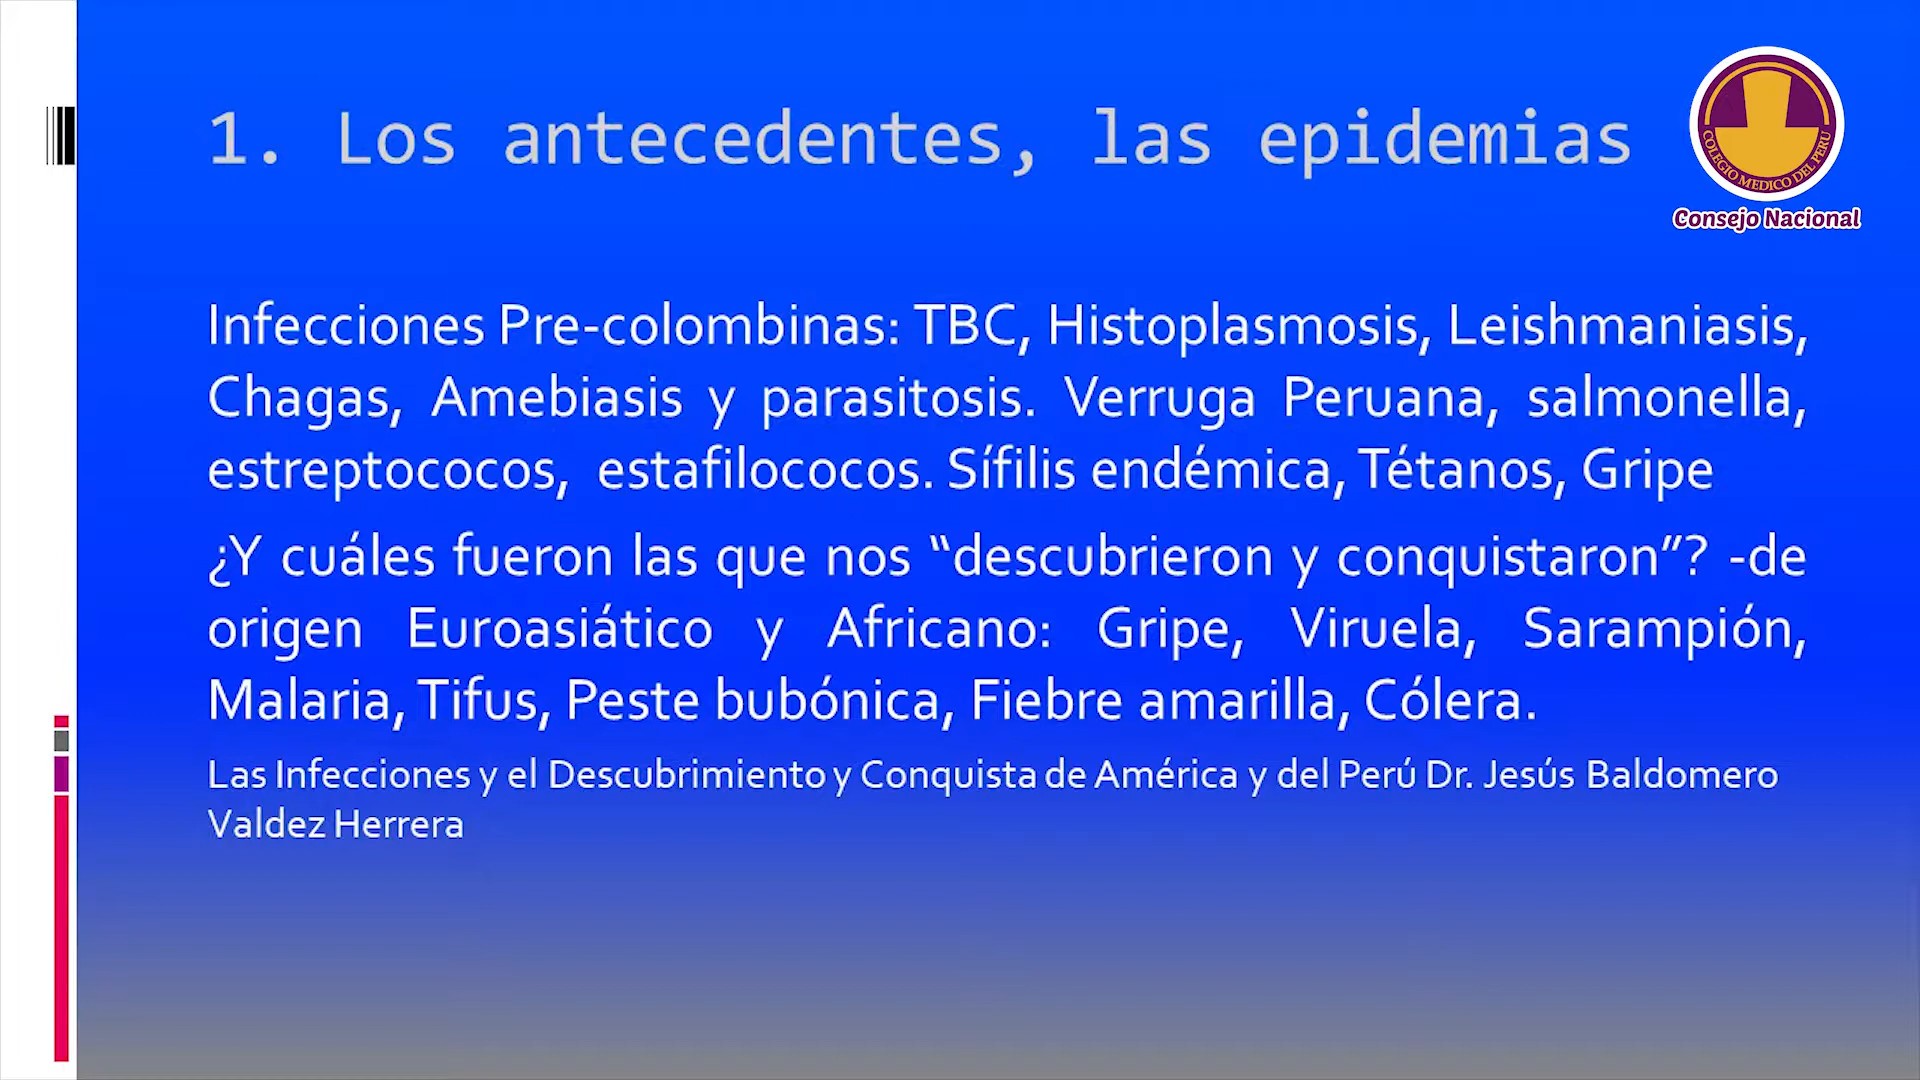 1. Los antecedentes, las epidemias
COLEGIO MEDICO DEL PERU
Consejo Nacional
Infecciones Pre-colombinas: TBC, Histoplasmosis, Leishmaniasis,
Chagas, Amebiasis y parasitosis. Verruga Peruana, salmonella,
estreptococos, estafilococos. Sífilis endémica, Tétanos, Gripe
¿Y cuáles fueron las que nos “descubrieron y conquistaron”? -de
origen Euroasiático y Africano: Gripe, Viruela, Sarampión,
Malaria, Tifus, Peste bubónica, Fiebre amarilla, Cólera.
Las Infecciones y el Descubrimiento y Conquista de América y del Perú Dr. Jesús Baldomero
Valdez Herrera